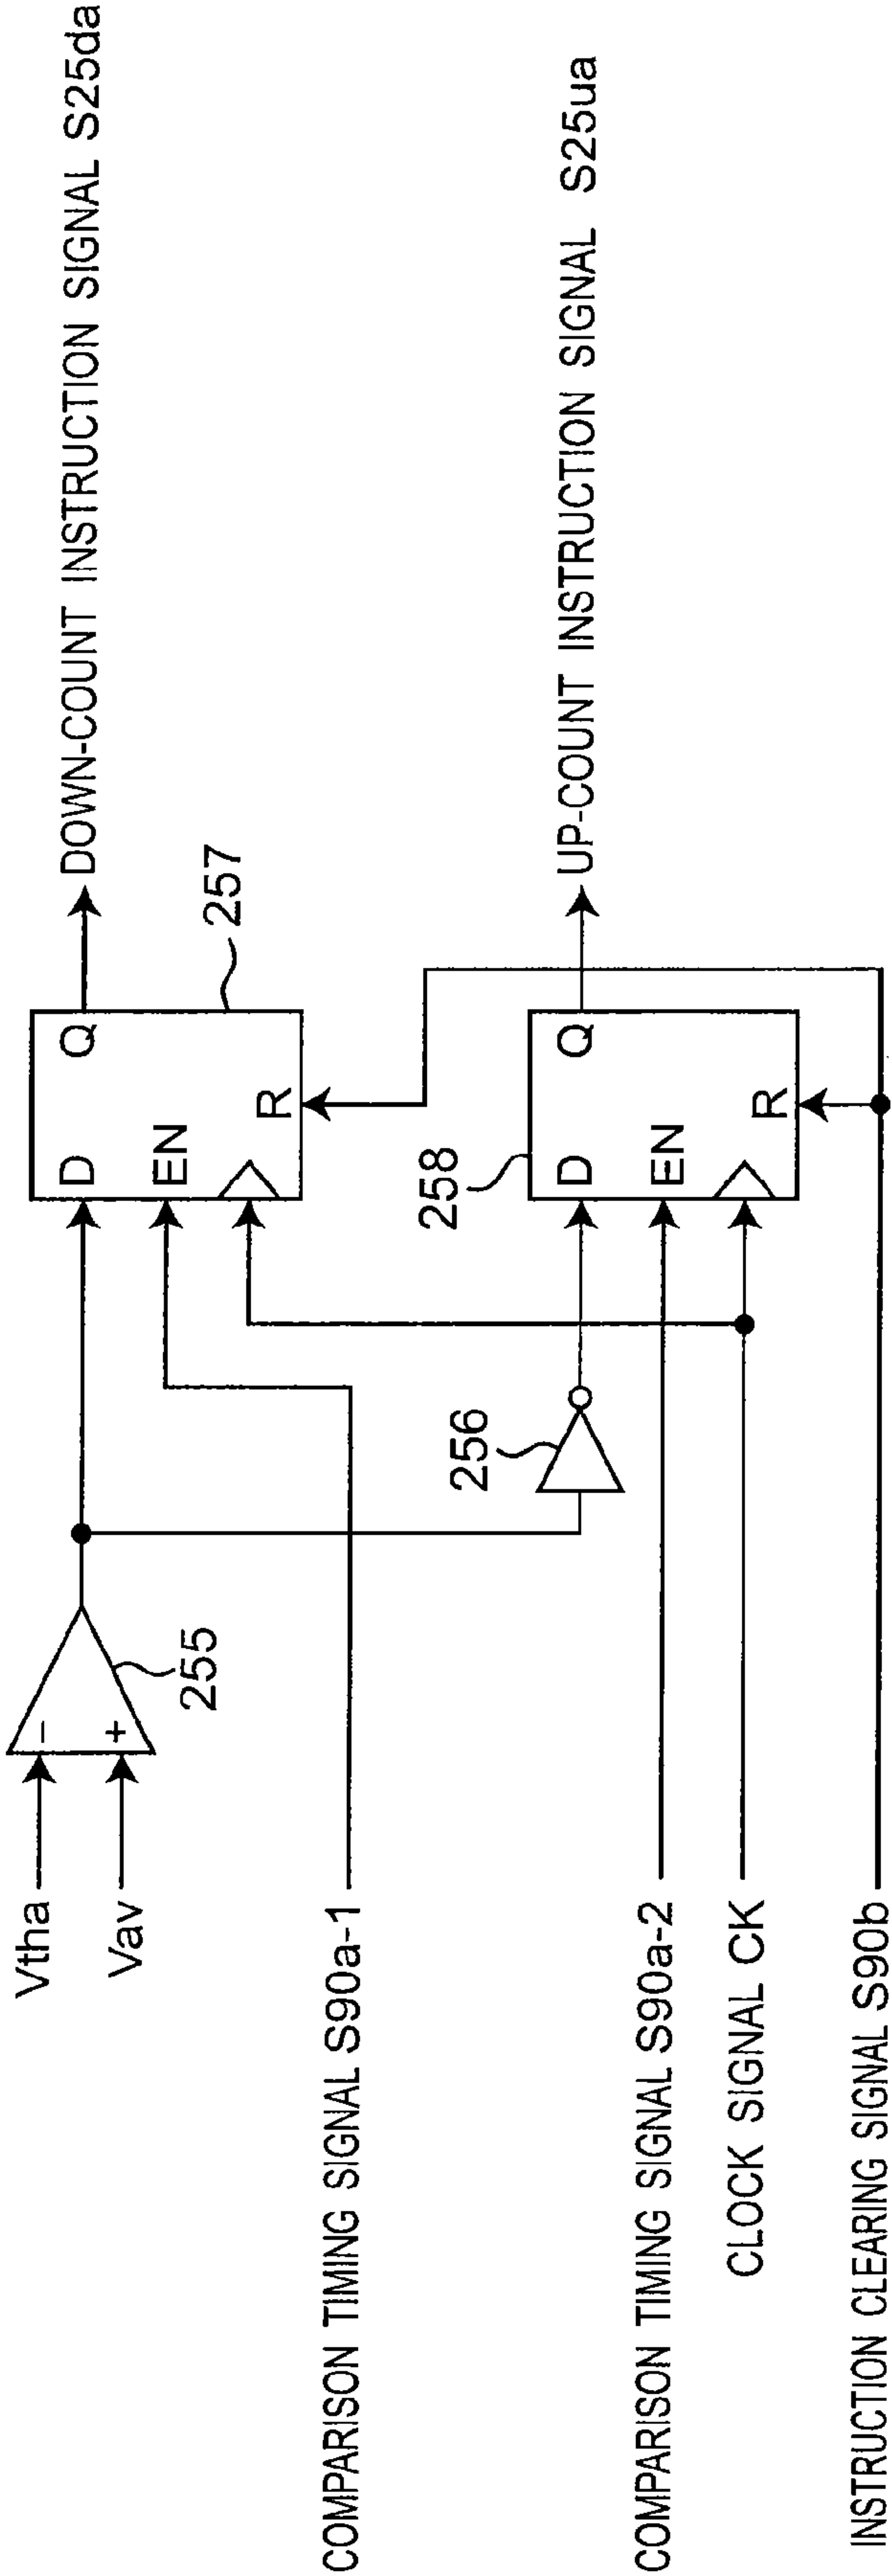 Vtha
Vav
−
+
255
D
Q
EN
R
257
DOWN-COUNT INSTRUCTION SIGNAL S25da
COMPARISON TIMING SIGNAL S90a-1
256
258
D
Q
EN
R
UP-COUNT INSTRUCTION SIGNAL S25ua
COMPARISON TIMING SIGNAL S90a-2
CLOCK SIGNAL CK
INSTRUCTION CLEARING SIGNAL S90b